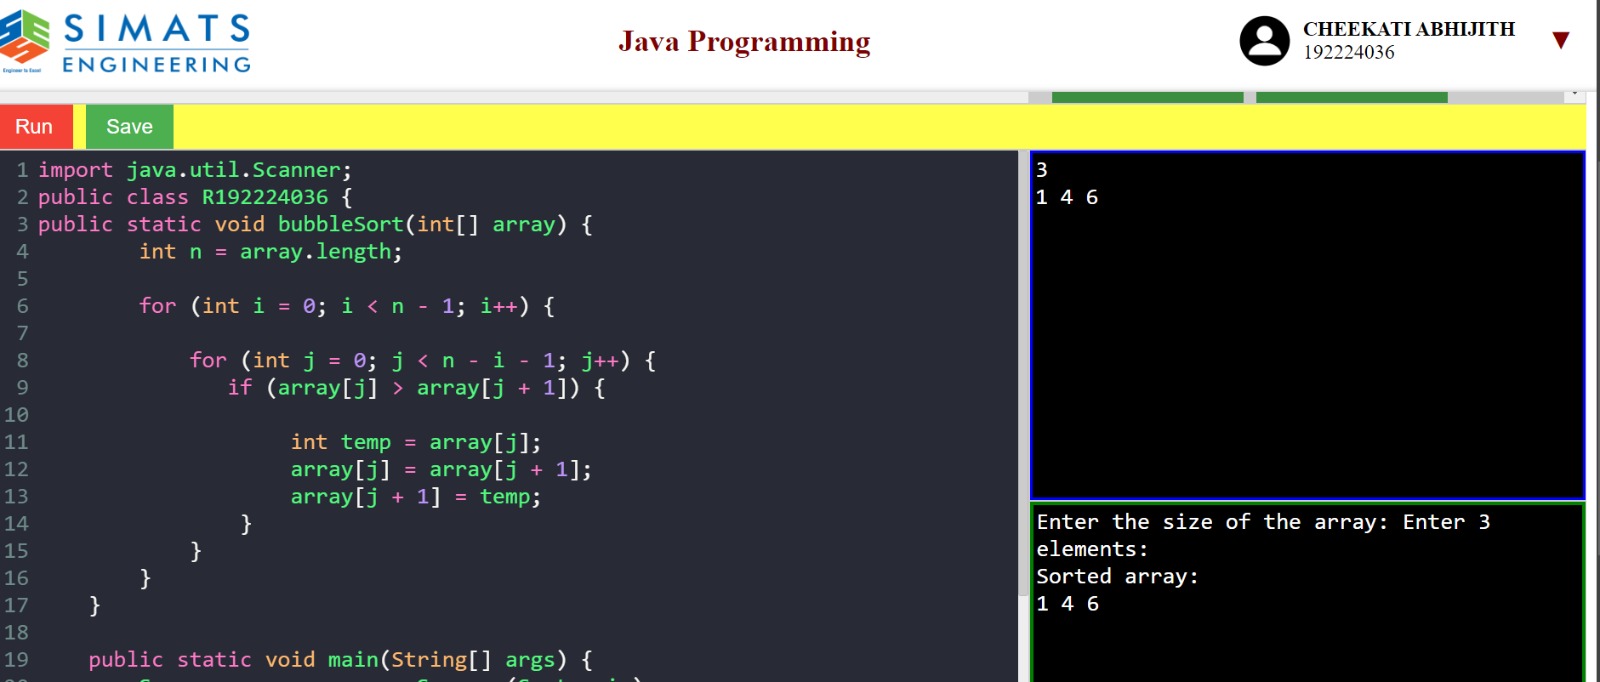 SIMATS
ENGINEERING
Engineer to Excel
Java Programming
CHEEKATI ABHIJITH
192224036
Run
Save
1 import java.util.Scanner;
2 public class R192224036 {
3 public static void bubbleSort(int[] array) {
4 int n = array.length;
5
6 for (int i = 0; i < n - 1; i++) {
7
8 for (int j = 0; j < n - i - 1; j++) {
9 if (array[j] > array[j + 1]) {
10
11 int temp = array[j];
12 array[j] = array[j + 1];
13 array[j + 1] = temp;
14 }
15 }
16 }
17 }
18
19 public static void main(String[] args) {
3
1 4 6
Enter the size of the array: Enter 3
elements:
Sorted array:
1 4 6